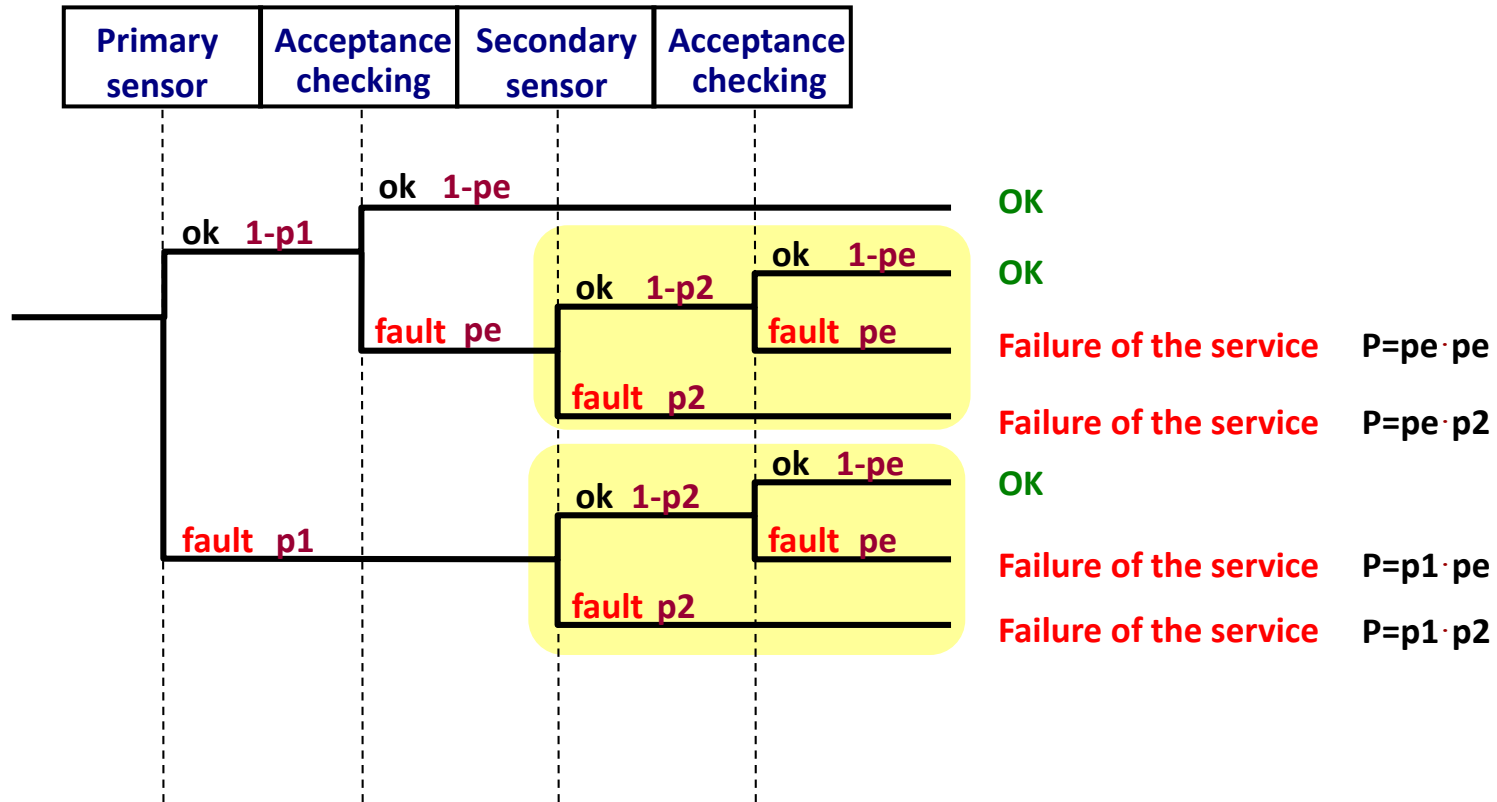 Primary sensor
Acceptance checking
Secondary sensor
Acceptance checking
ok 1-pe
OK
ok 1-p1
ok 1-pe
OK
ok 1-p2
fault pe
fault pe
Failure of the service P=pe·pe
fault p2
Failure of the service P=pe·p2
ok 1-pe
OK
ok 1-p2
fault p1
fault pe
Failure of the service P=p1·pe
fault p2
Failure of the service P=p1·p2